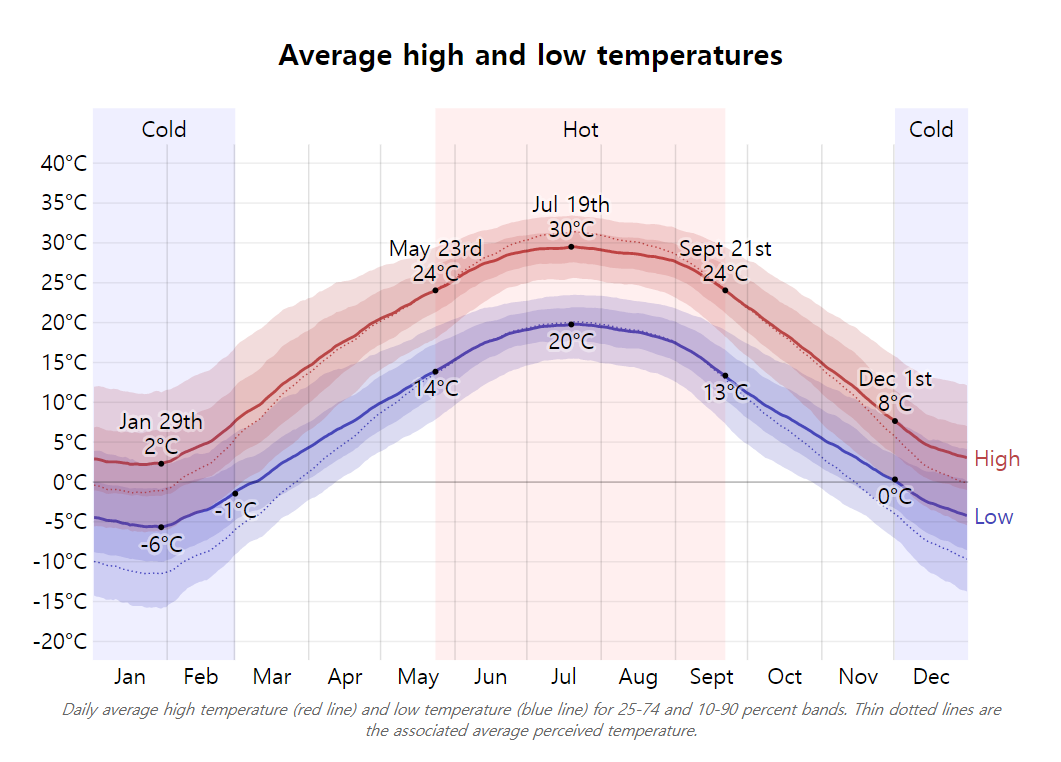 Average high and low temperatures
Cold
Hot
Cold
40°C
35°C
30°C
25°C
20°C
15°C
10°C
5°C
0°C
-5°C
-10°C
-15°C
-20°C
Jan 29th
2°C
-6°C
-1°C
May 23rd
24°C
14°C
Jul 19th
30°C
20°C
Sept 21st
24°C
13°C
Dec 1st
8°C
0°C
High
Low
Jan Feb Mar Apr May Jun Jul Aug Sept Oct Nov Dec
Daily average high temperature (red line) and low temperature (blue line) for 25-74 and 10-90 percent bands. Thin dotted lines are
the associated average perceived temperature.